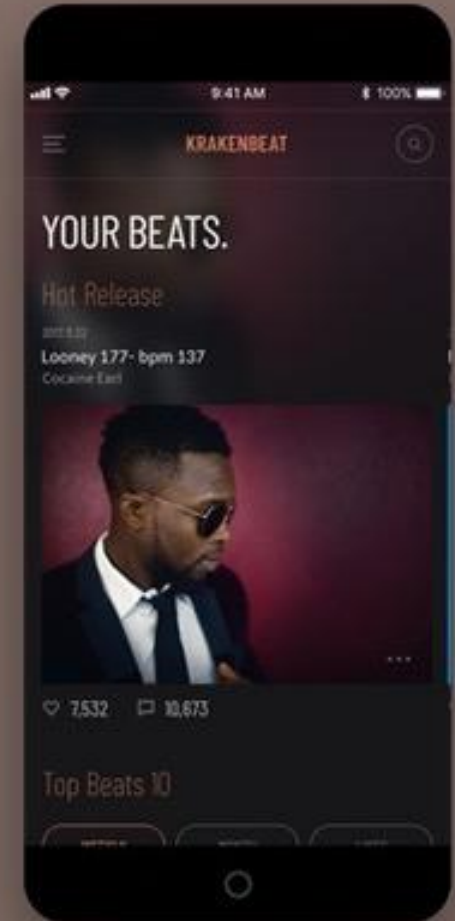 9:41 AM 100%
KRAKENBEAT
YOUR BEATS.
Hot Release
Looney 177- bpm 137
Cocaine Earl
7,532 10,673
Top Beats 10